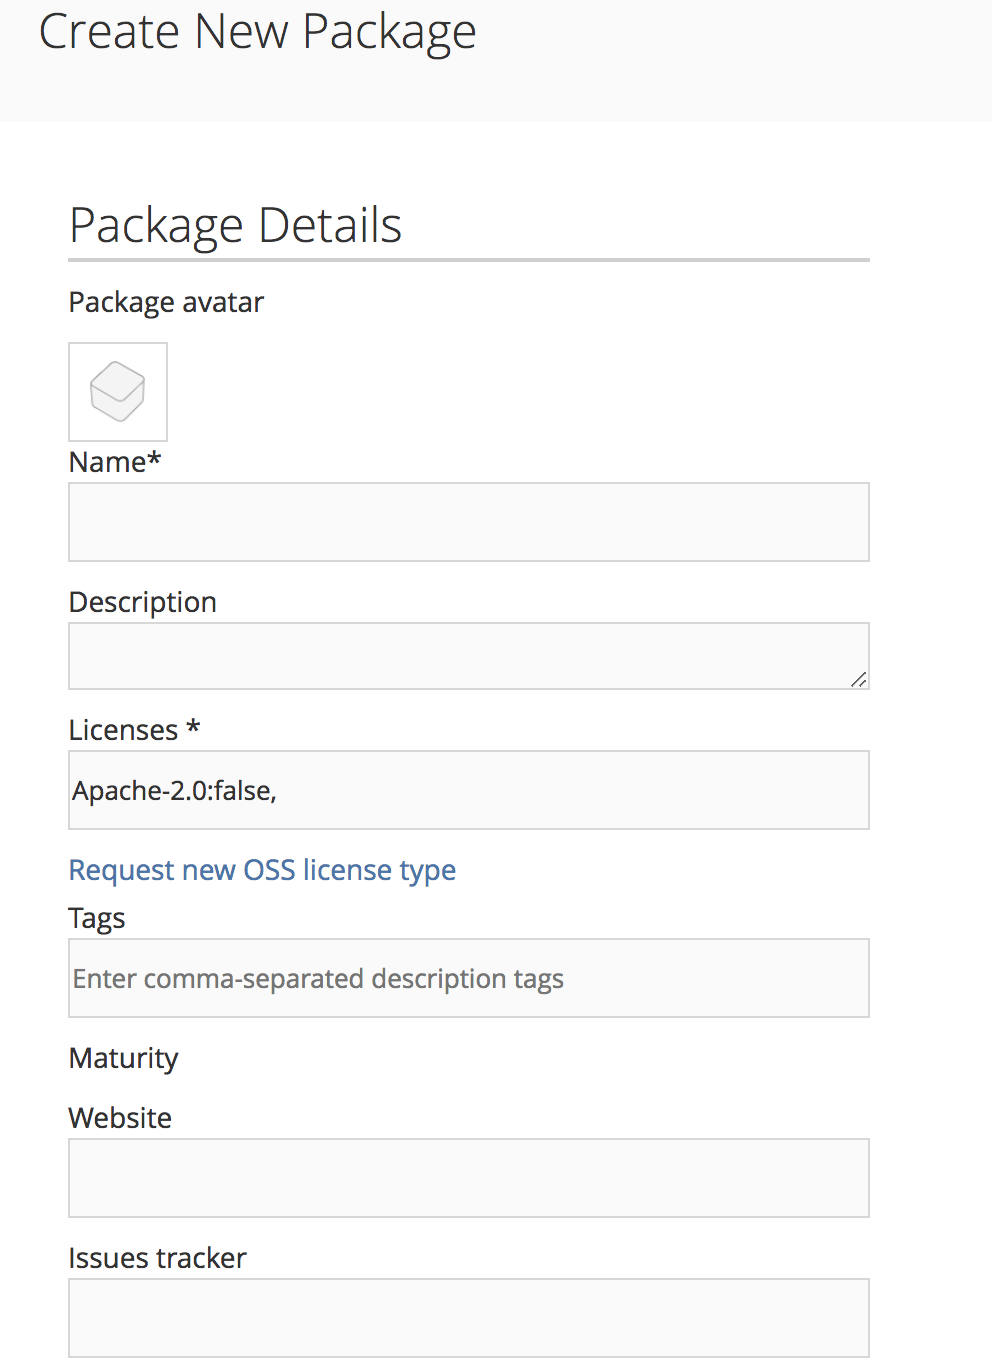 Create New Package
Package Details
Package avatar
Name*
Description
Licenses *
Apache-2.0:false,
Request new OSS license type
Tags
Enter comma-separated description tags
Maturity
Website
Issues tracker